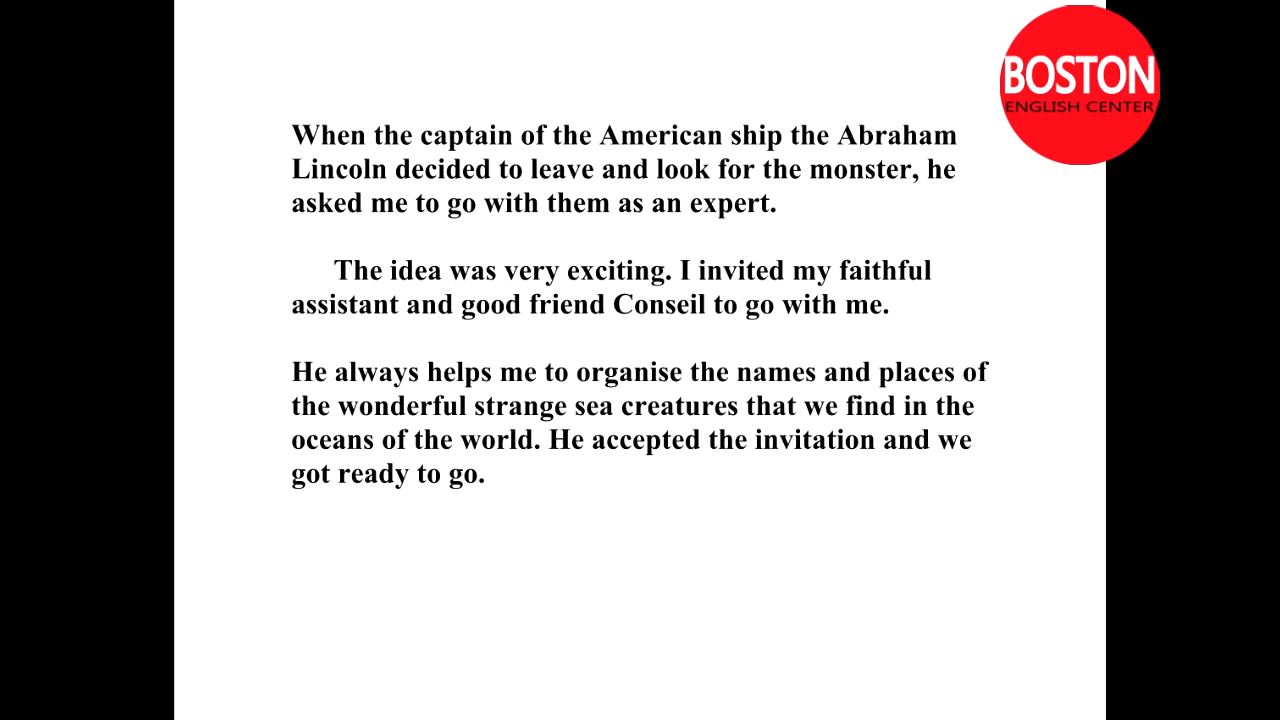 BOSTON
ENGLISH CENTER
When the captain of the American ship the Abraham
Lincoln decided to leave and look for the monster, he
asked me to go with them as an expert.
The idea was very exciting. I invited my faithful
assistant and good friend Conseil to go with me.
He always helps me to organise the names and places of
the wonderful strange sea creatures that we find in the
oceans of the world. He accepted the invitation and we
got ready to go.